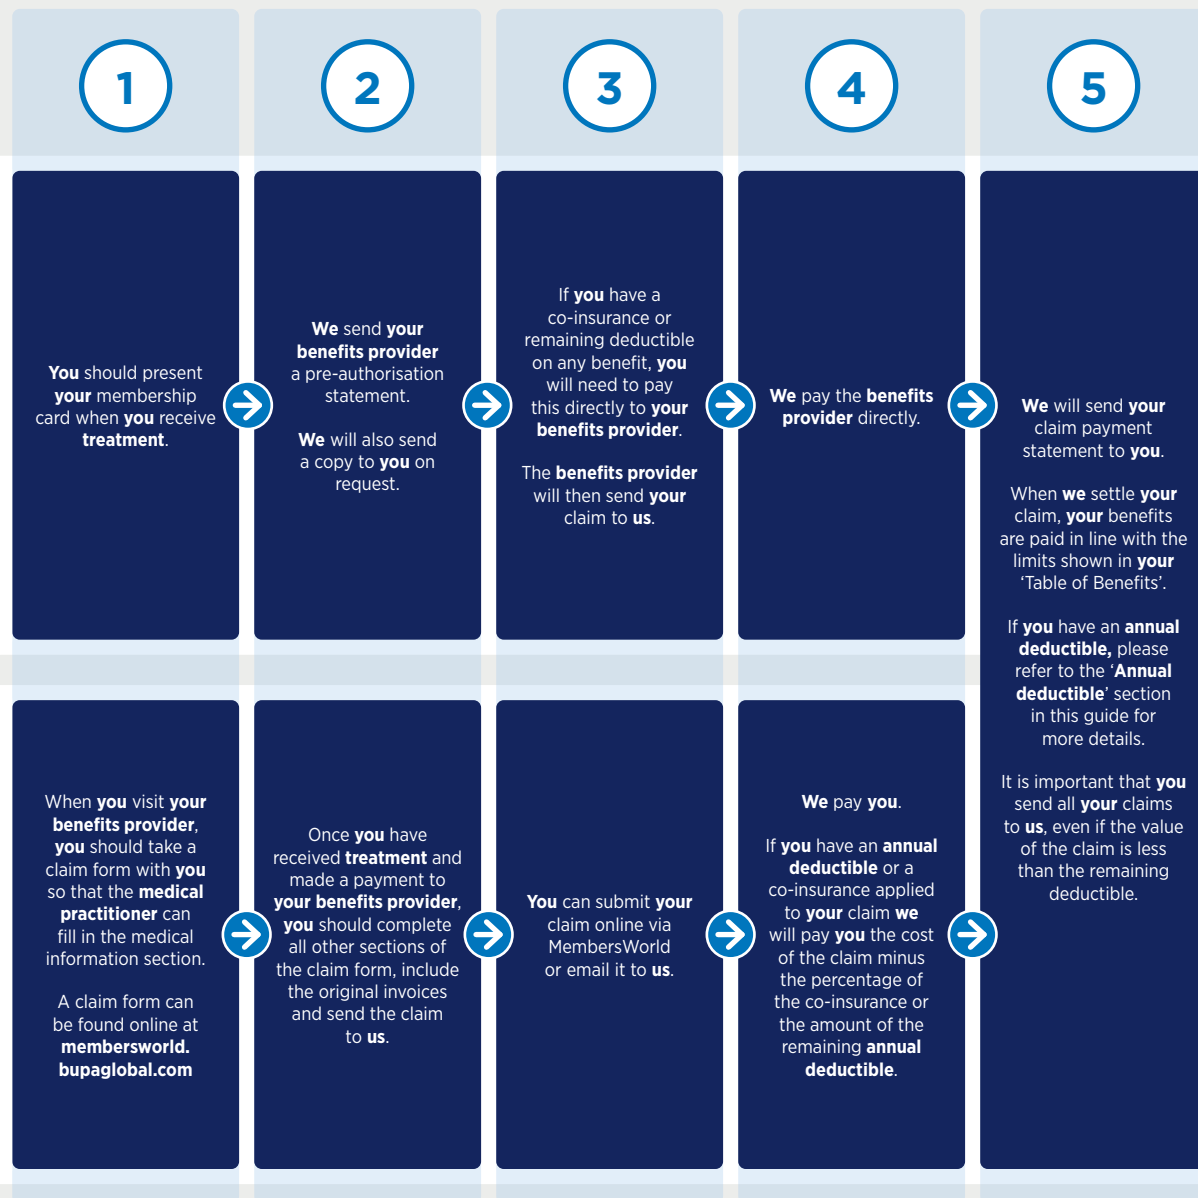 1
2
3
4
5
You should present
your membership
card when you receive
treatment.
We send your
benefits provider
a pre-authorisation
statement.
We will also send
a copy to you on
request.
If you have a
co-insurance or
remaining deductible
on any benefit, you
will need to pay
this directly to your
benefits provider.
The benefits provider
will then send your
claim to us.
We pay the benefits
provider directly.
We will send your
claim payment
statement to you.
When we settle your
claim, your benefits
are paid in line with the
limits shown in your
‘Table of Benefits’.
If you have an annual
deductible, please
refer to the ‘Annual
deductible’ section
in this guide for
more details.
It is important that you
send all your claims
to us, even if the value
of the claim is less
than the remaining
deductible.
When you visit your
benefits provider,
you should take a
claim form with you
so that the medical
practitioner can
fill in the medical
information section.
A claim form can
be found online at
membersworld.
bupaglobal.com
Once you have
received treatment and
made a payment to
your benefits provider,
you should complete
all other sections of
the claim form, include
the original invoices
and send the claim
to us.
You can submit your
claim online via
MembersWorld
or email it to us.
We pay you.
If you have an annual
deductible or a
co-insurance applied
to your claim we
will pay you the cost
of the claim minus
the percentage of
the co-insurance or
the amount of the
remaining annual
deductible.